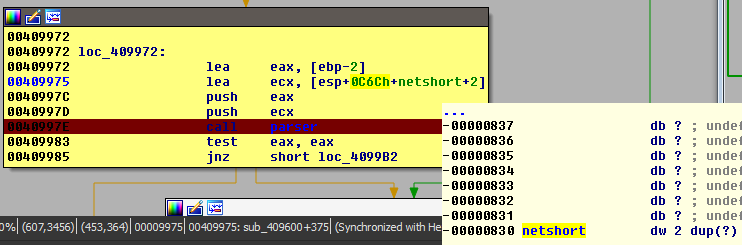 00409972
00409972 loc_409972:
00409972 lea eax, [ebp-2]
00409975 lea ecx, [esp+0C6Ch+netshort+2]
0040997C push eax
0040997D push ecx
0040997E call parser
00409983 test eax, eax
00409985 jnz short loc_4099B2
...
-00000837 db ? ; undef
-00000836 db ? ; undef
-00000835 db ? ; undef
-00000834 db ? ; undef
-00000833 db ? ; undef
-00000832 db ? ; undef
-00000831 db ? ; undef
-00000830 netshort dw 2 dup(?)
0% (607,3456) (453,364) 00009975 00409975: sub_409600+375 (Synchronized with He